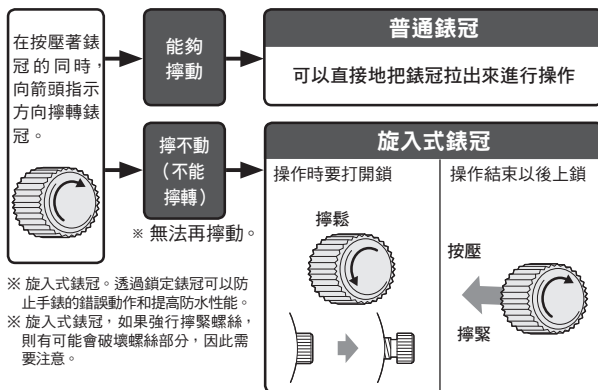 在按壓著錶
冠的同時，
向箭頭指示
方向擰轉錶
冠。
能夠
擰動
普通錶冠
可以直接地把錶冠拉出來進行操作
擰不動
（不能
擰轉）
※ 無法再擰動。
旋入式錶冠
操作時要打開鎖
擰鬆
操作結束以後上鎖
按壓
擰緊
※ 旋入式錶冠。透過鎖定錶冠可以防
止手錶的錯誤動作和提高防水性能。
※ 旋入式錶冠，如果強行擰緊螺絲，
則有可能會破壞螺絲部分，因此需
要注意。